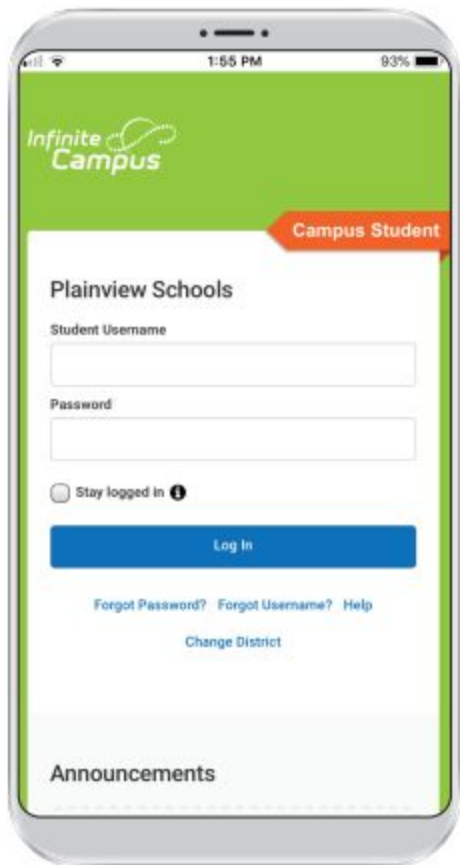 1:55 PM 93%
Infinite
Campus
Campus Student
Plainview Schools
Student Username
Password
Stay logged in
Log In
Forgot Password? Forgot Username? Help
Change District
Announcements